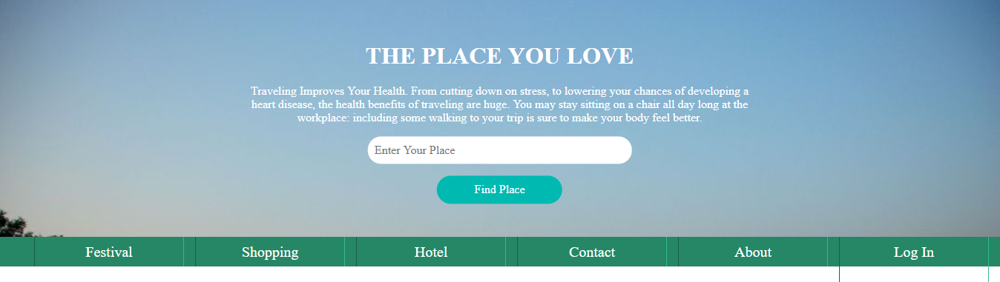 THE PLACE YOU LOVE
Traveling Improves Your Health. From cutting down on stress, to lowering your chances of developing a
heart disease, the health benefits of traveling are huge. You may stay sitting on a chair all day long at the
workplace: including some walking to your trip is sure to make your body feel better.
Enter Your Place
Find Place
Festival Shopping Hotel Contact About Log In